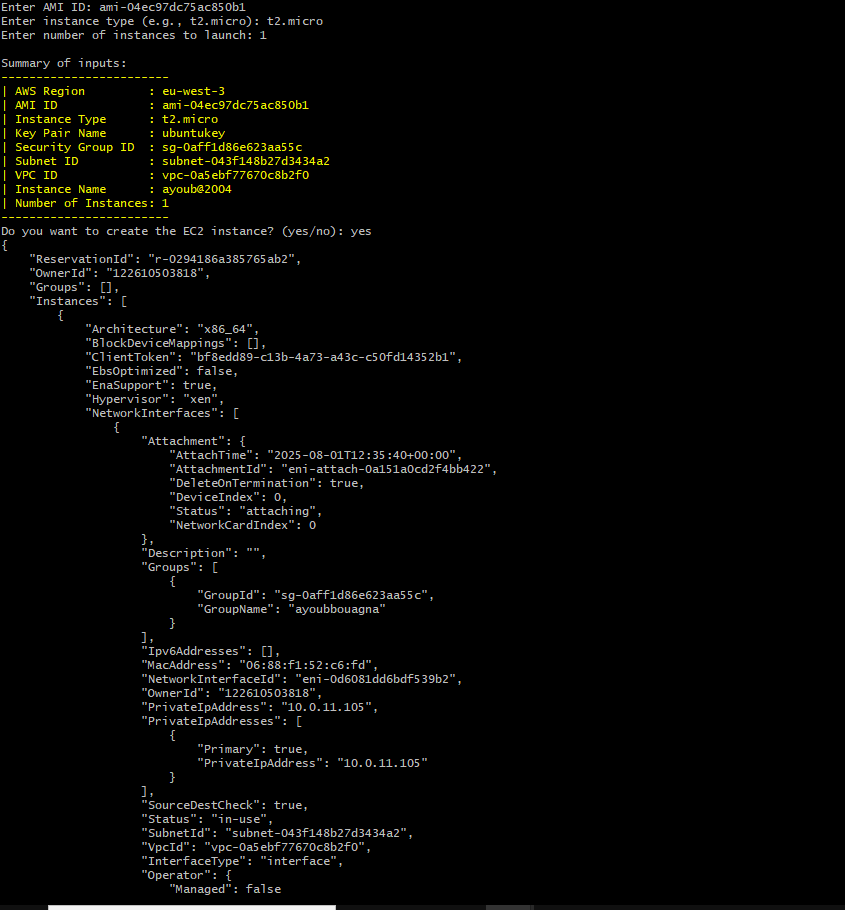 Enter AMI ID: ami-04ec97dc75ac850b1
Enter instance type (e.g., t2.micro): t2.micro
Enter number of instances to launch: 1

Summary of inputs:
------------------------
| AWS Region         : eu-west-3
| AMI ID             : ami-04ec97dc75ac850b1
| Instance Type      : t2.micro
| Key Pair Name      : ubuntukey
| Security Group ID  : sg-0aff1d86e623aa55c
| Subnet ID          : subnet-043f148b27d3434a2
| VPC ID             : vpc-0a5ebf77670c8b2f0
| Instance Name      : ayoub@2004
| Number of Instances: 1
------------------------
Do you want to create the EC2 instance? (yes/no): yes
{
    "ReservationId": "r-0294186a385765ab2",
    "OwnerId": "122610503818",
    "Groups": [],
    "Instances": [
        {
            "Architecture": "x86_64",
            "BlockDeviceMappings": [],
            "ClientToken": "bf8edd89-c13b-4a73-a43c-c50fd14352b1",
            "EbsOptimized": false,
            "EnaSupport": true,
            "Hypervisor": "xen",
            "NetworkInterfaces": [
                {
                    "Attachment": {
                        "AttachTime": "2025-08-01T12:35:40+00:00",
                        "AttachmentId": "eni-attach-0a151a0cd2f4bb422",
                        "DeleteOnTermination": true,
                        "DeviceIndex": 0,
                        "Status": "attaching",
                        "NetworkCardIndex": 0
                    },
                    "Description": "",
                    "Groups": [
                        {
                            "GroupId": "sg-0aff1d86e623aa55c",
                            "GroupName": "ayoubbouagna"
                        }
                    ],
                    "Ipv6Addresses": [],
                    "MacAddress": "06:88:f1:52:c6:fd",
                    "NetworkInterfaceId": "eni-0d6081dd6bdf539b2",
                    "OwnerId": "122610503818",
                    "PrivateIpAddress": "10.0.11.105",
                    "PrivateIpAddresses": [
                        {
                            "Primary": true,
                            "PrivateIpAddress": "10.0.11.105"
                        }
                    ],
                    "SourceDestCheck": true,
                    "Status": "in-use",
                    "SubnetId": "subnet-043f148b27d3434a2",
                    "VpcId": "vpc-0a5ebf77670c8b2f0",
                    "InterfaceType": "interface",
                    "Operator": {
                        "Managed": false